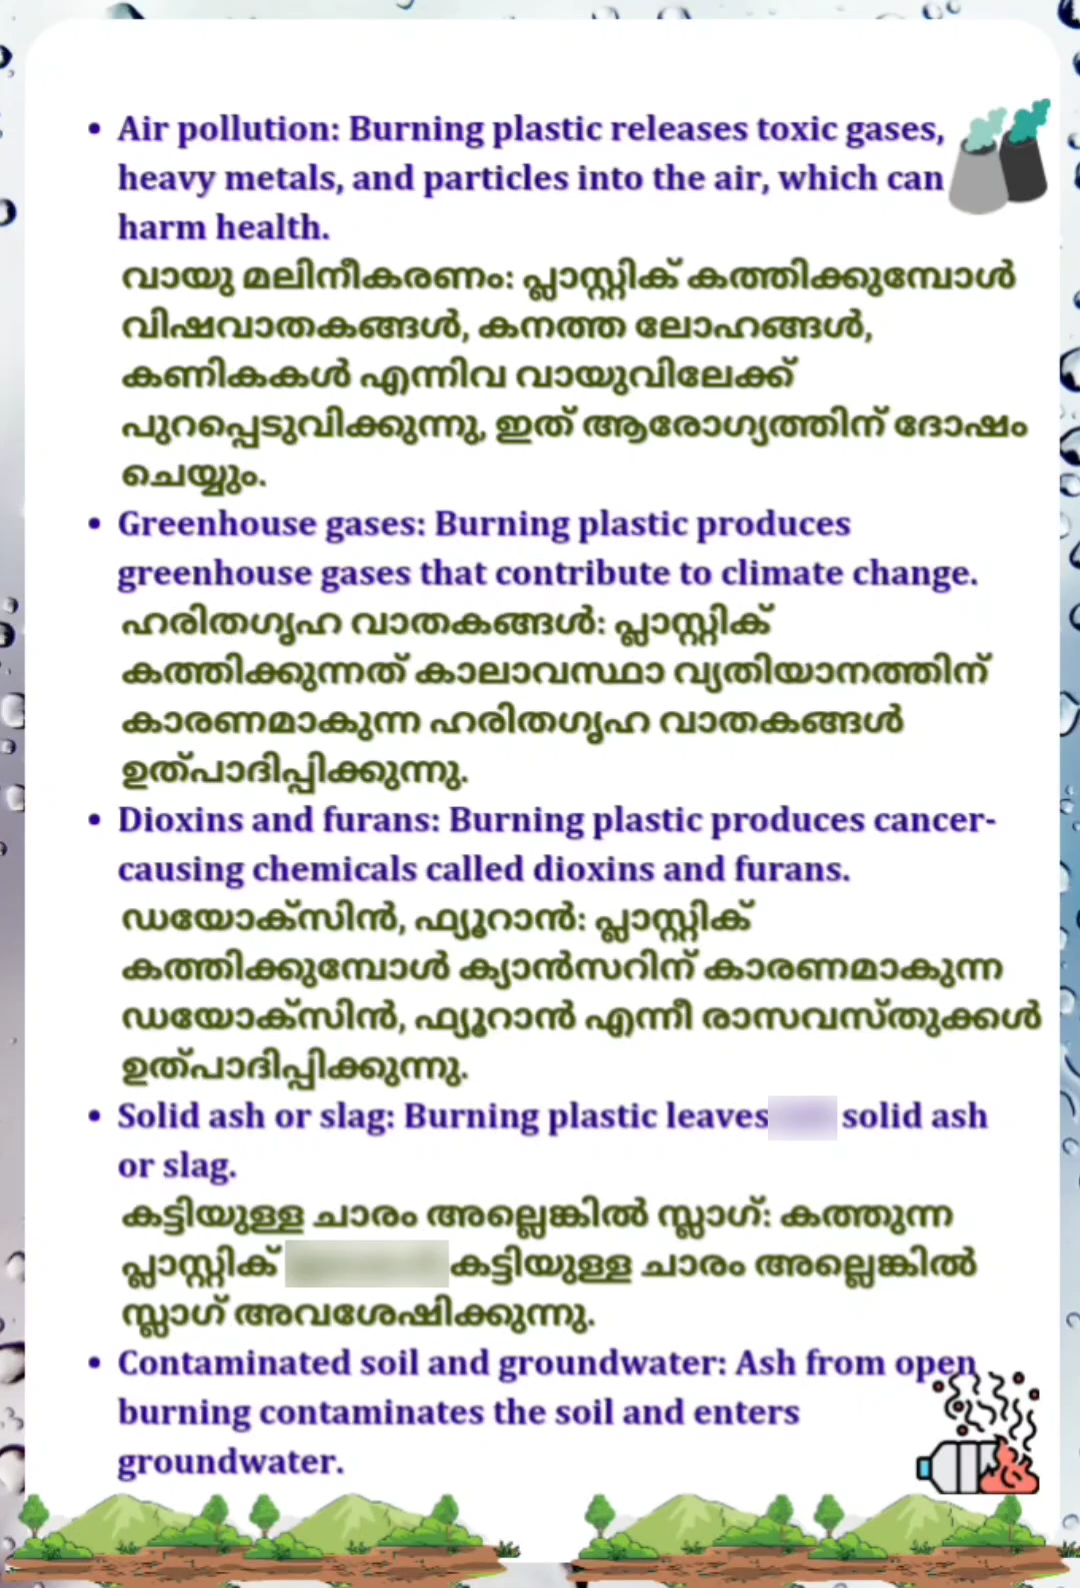 • Air pollution: Burning plastic releases toxic gases,
heavy metals, and particles into the air, which can
harm health.
വായു മലിനീകരണം: പ്ലാസ്റ്റിക് കത്തിക്കുമ്പോൾ
വിഷവാതകങ്ങൾ, കനത്ത ലോഹങ്ങൾ,
കണികകൾ എന്നിവ വായുവിലേക്ക്
പുറപ്പെടുവിക്കുന്നു, ഇത് ആരോഗ്യത്തിന് ദോഷം
ചെയ്യും.
• Greenhouse gases: Burning plastic produces
greenhouse gases that contribute to climate change.
ഹരിതഗൃഹ വാതകങ്ങൾ: പ്ലാസ്റ്റിക്
കത്തിക്കുന്നത് കാലാവസ്ഥാ വ്യതിയാനത്തിന്
കാരണമാകുന്ന ഹരിതഗൃഹ വാതകങ്ങൾ
ഉത്പാദിപ്പിക്കുന്നു.
• Dioxins and furans: Burning plastic produces cancer-
causing chemicals called dioxins and furans.
ഡയോക്സിൻ, ഫ്യൂറാൻ: പ്ലാസ്റ്റിക്
കത്തിക്കുമ്പോൾ ക്യാൻസറിന് കാരണമാകുന്ന
ഡയോക്സിൻ, ഫ്യൂറാൻ എന്നീ രാസവസ്തുക്കൾ
ഉത്പാദിപ്പിക്കുന്നു.
• Solid ash or slag: Burning plastic leaves solid ash
or slag.
കട്ടിയുള്ള ചാരം അല്ലെങ്കിൽ സ്ലാഗ്: കത്തുന്ന
പ്ലാസ്റ്റിക് കട്ടിയുള്ള ചാരം അല്ലെങ്കിൽ
സ്ലാഗ് അവശേഷിക്കുന്നു.
• Contaminated soil and groundwater: Ash from open
burning contaminates the soil and enters
groundwater.